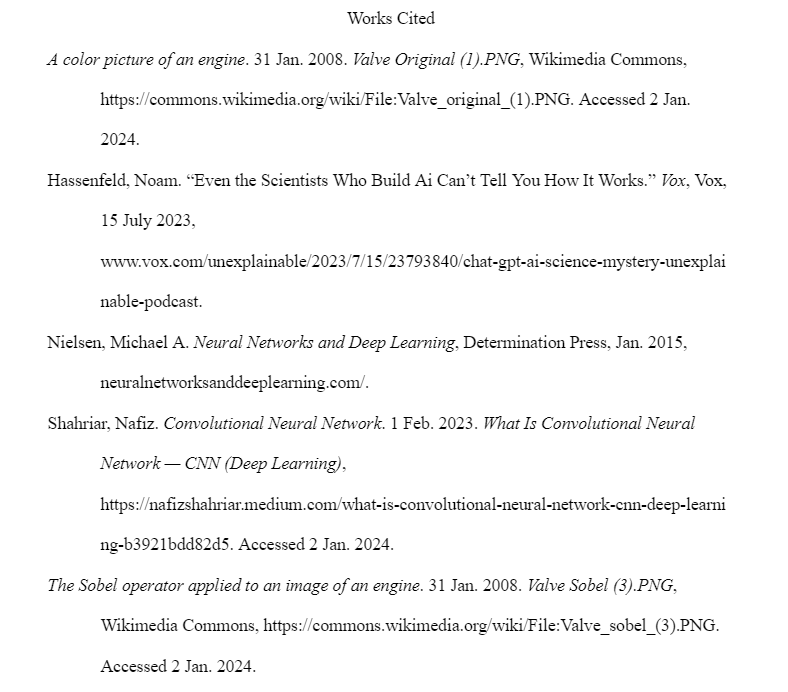 Works Cited
A color picture of an engine. 31 Jan. 2008. Valve Original (1).PNG, Wikimedia Commons,
https://commons.wikimedia.org/wiki/File:Valve_original_(1).PNG. Accessed 2 Jan.
2024.
Hassenfeld, Noam. “Even the Scientists Who Build Ai Can’t Tell You How It Works.” Vox, Vox,
15 July 2023,
www.vox.com/unexplainable/2023/7/15/23793840/chat-gpt-ai-science-mystery-unexplai
nable-podcast.
Nielsen, Michael A. Neural Networks and Deep Learning, Determination Press, Jan. 2015,
neuralnetworksanddeeplearning.com/.
Shahriar, Nafiz. Convolutional Neural Network. 1 Feb. 2023. What Is Convolutional Neural
Network — CNN (Deep Learning),
https://nafizshahriar.medium.com/what-is-convolutional-neural-network-cnn-deep-learni
ng-b3921bdd82d5. Accessed 2 Jan. 2024.
The Sobel operator applied to an image of an engine. 31 Jan. 2008. Valve Sobel (3).PNG,
Wikimedia Commons, https://commons.wikimedia.org/wiki/File:Valve_sobel_(3).PNG.
Accessed 2 Jan. 2024.